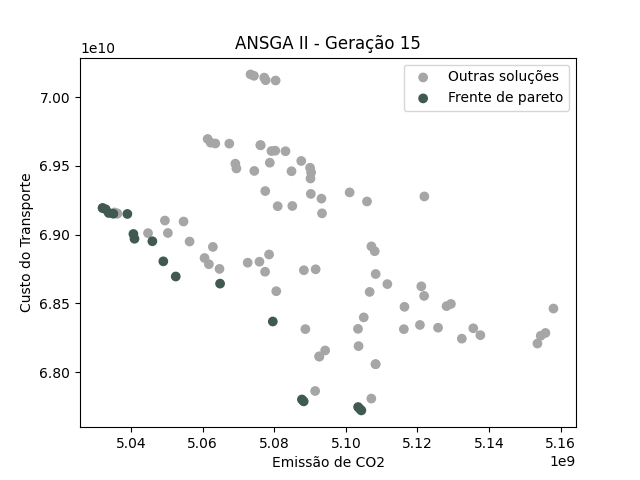 ANSGA II - Geração 15
1e10
Outras soluções
Frente de pareto
7.00
6.95
6.90
6.85
6.80
Custo do Transporte
5.04 5.06 5.08 5.10 5.12 5.14 5.16
Emissão de CO2
1e9